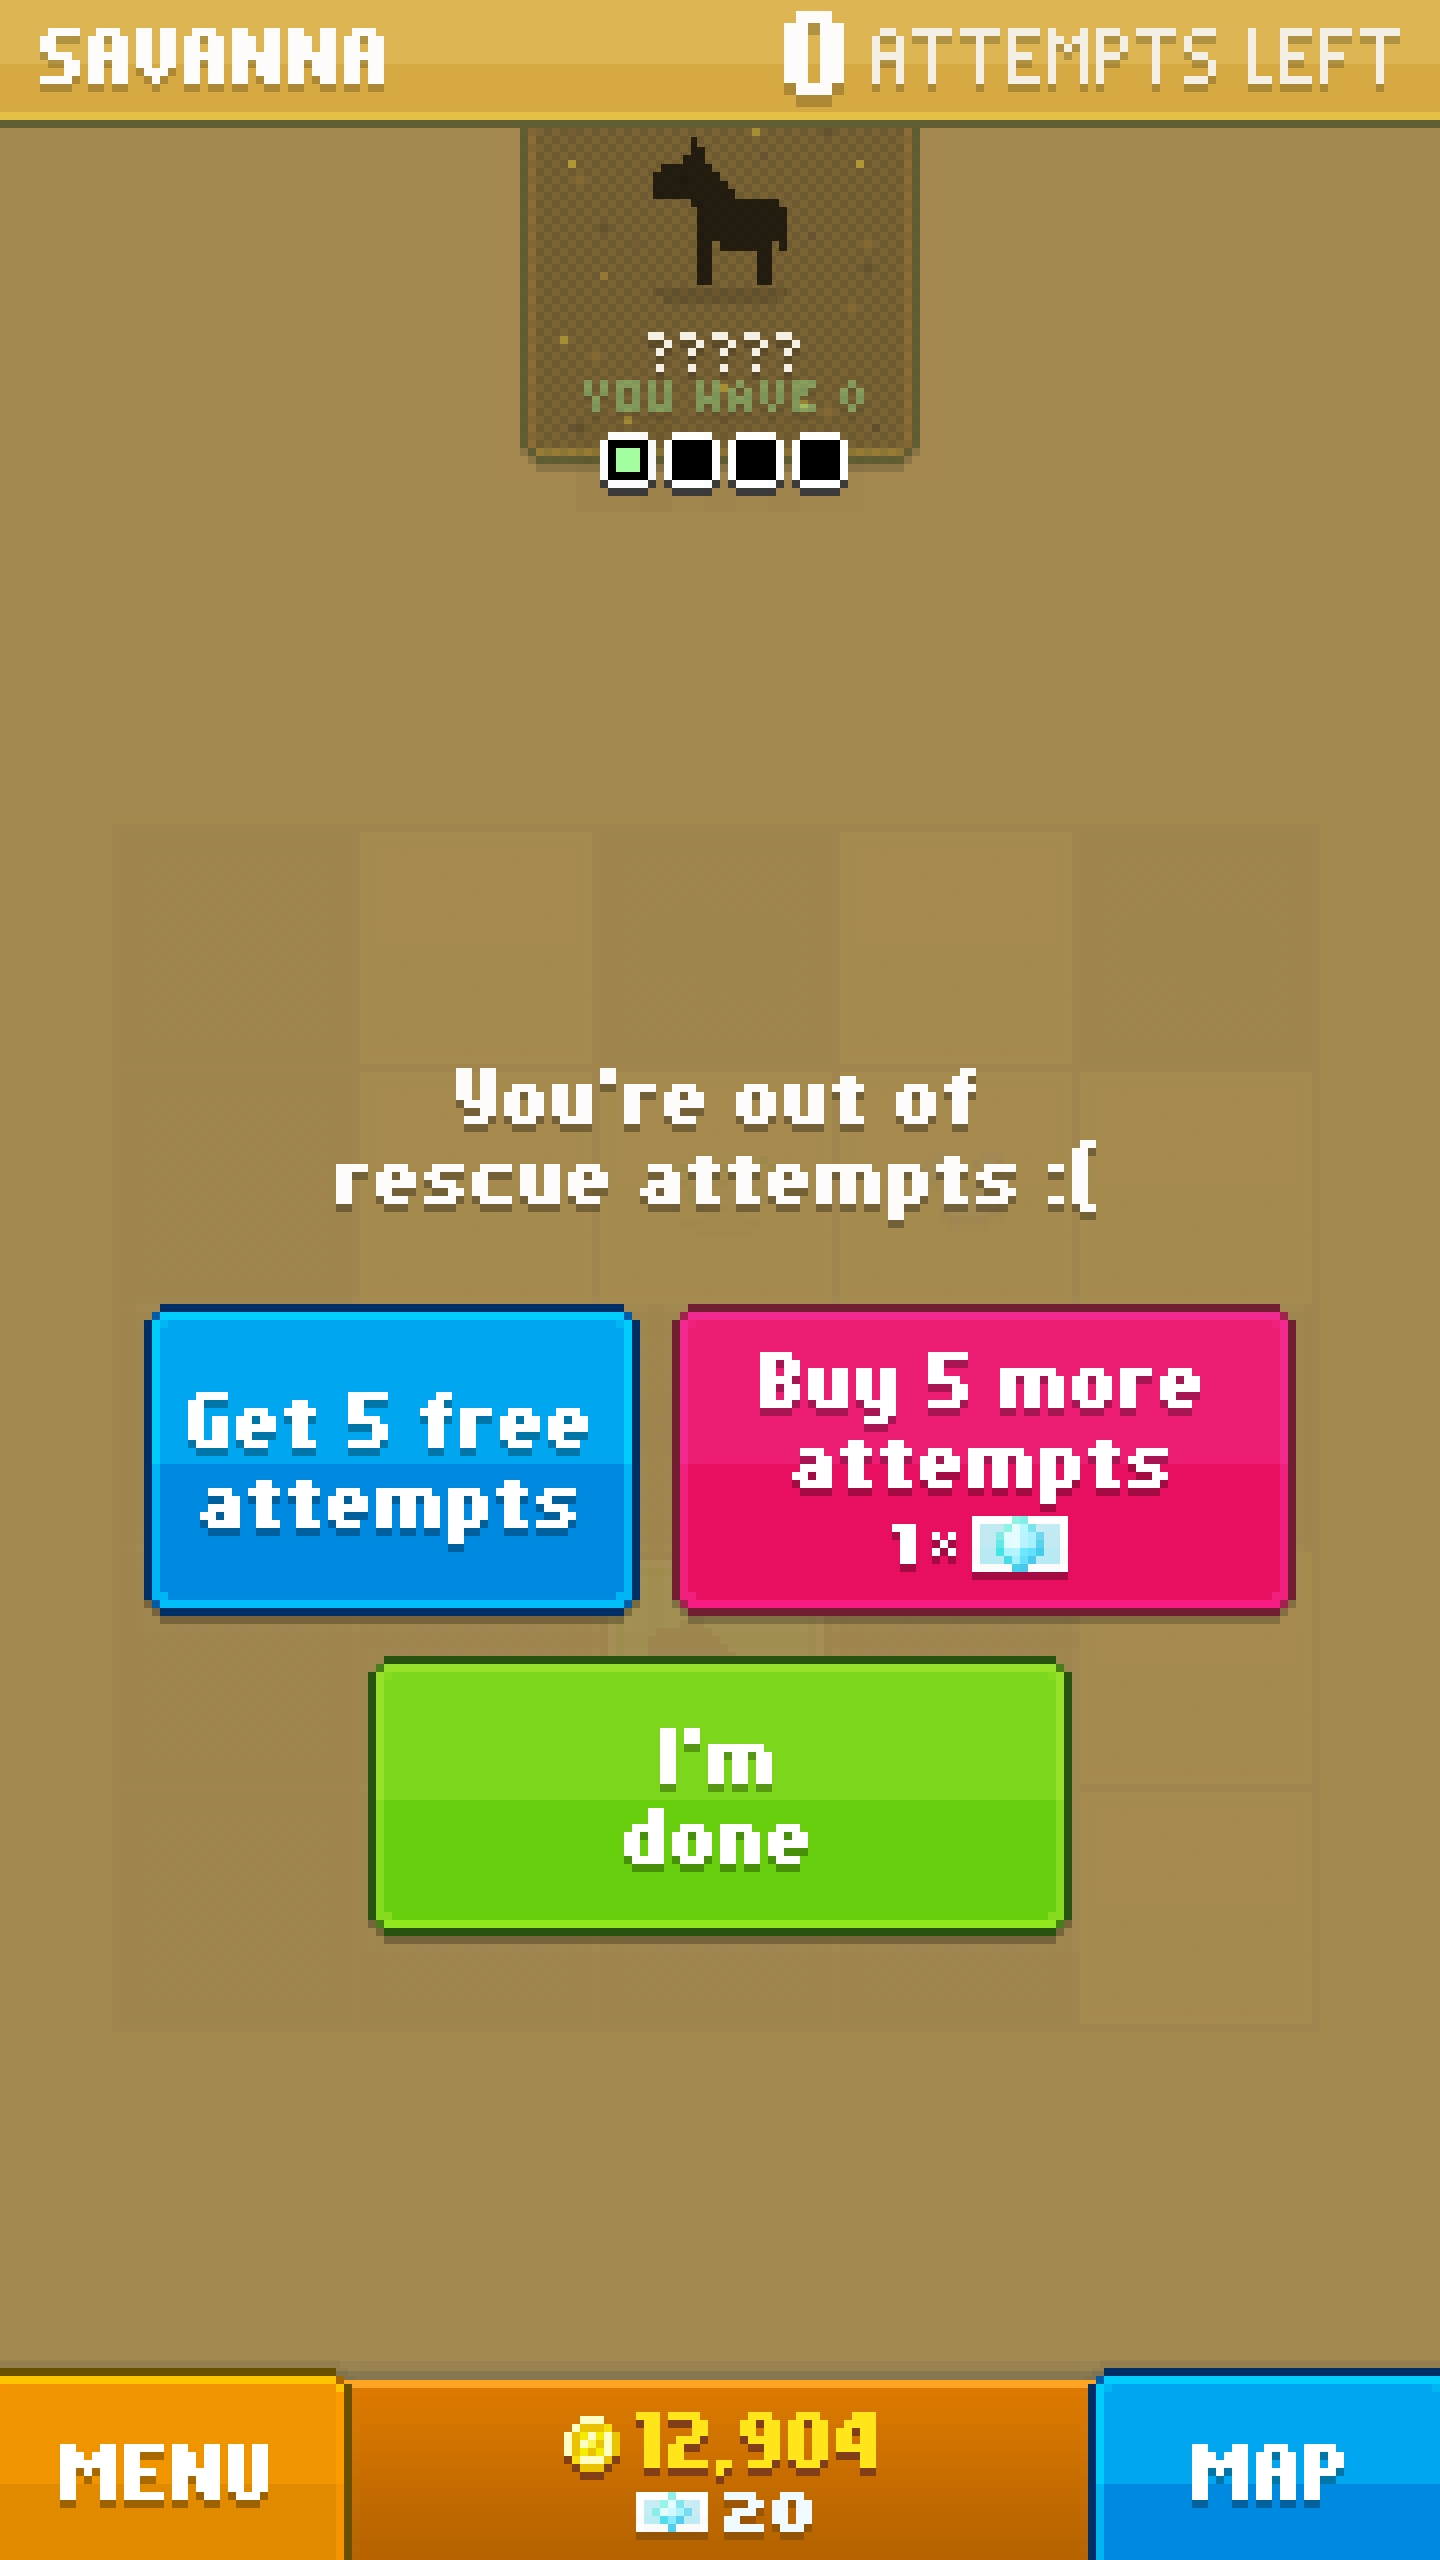 SAVANNA
0 ATTEMPTS LEFT
?????
YOU HAVE 0
You're out of
rescue attempts :(
Get 5 free
attempts
Buy 5 more
attempts
1×
I'm
done
MENU
12,904
20
MAP